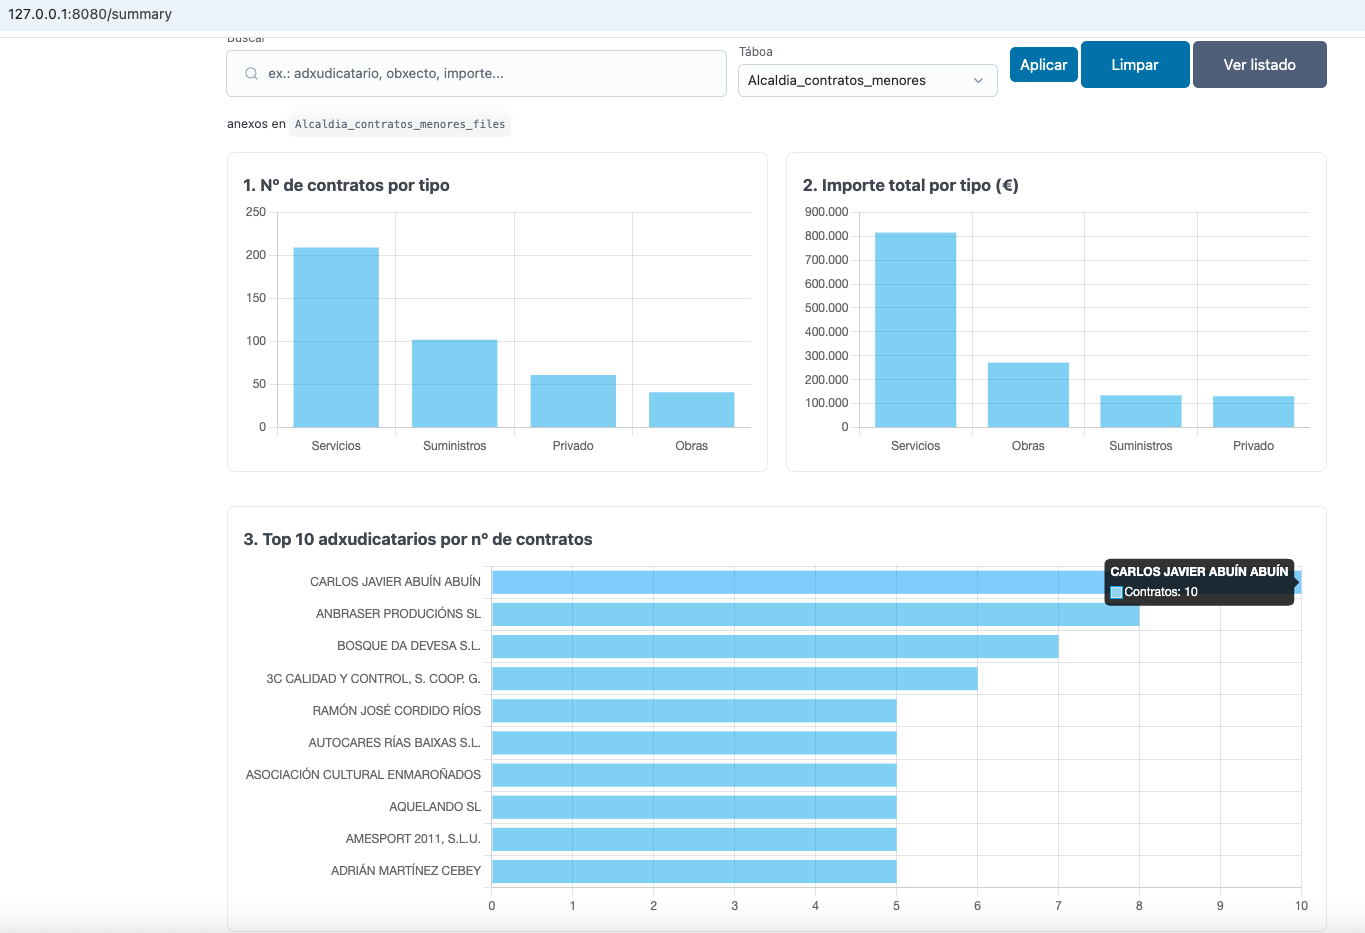 127.0.0.1:8080/summary
Buscar
ex.: adxudicatario, obxecto, importe...
Táboa
Alcaldia_contratos_menores
Aplicar
Limpar
Ver listado
anexos en Alcaldia_contratos_menores_files
1. Nº de contratos por tipo
250
200
150
100
50
0
Servicios Suministros Privado Obras
2. Importe total por tipo (€)
900.000
800.000
700.000
600.000
500.000
400.000
300.000
200.000
100.000
0
Servicios Obras Suministros Privado
3. Top 10 adxudicatarios por nº de contratos
CARLOS JAVIER ABUÍN ABUÍN
CARLOS JAVIER ABUÍN ABUÍN
Contratos: 10
ANBRASER PRODUCIÓNS SL
BOSQUE DA DEVESA S.L.
3C CALIDAD Y CONTROL, S. COOP. G.
RAMÓN JOSÉ CORDIDO RÍOS
AUTOCARES RÍAS BAIXAS S.L.
ASOCIACIÓN CULTURAL ENMAROÑADOS
AQUELANDO SL
AMESPORT 2011, S.L.U.
ADRIÁN MARTÍNEZ CEBEY
0 1 2 3 4 5 6 7 8 9 10